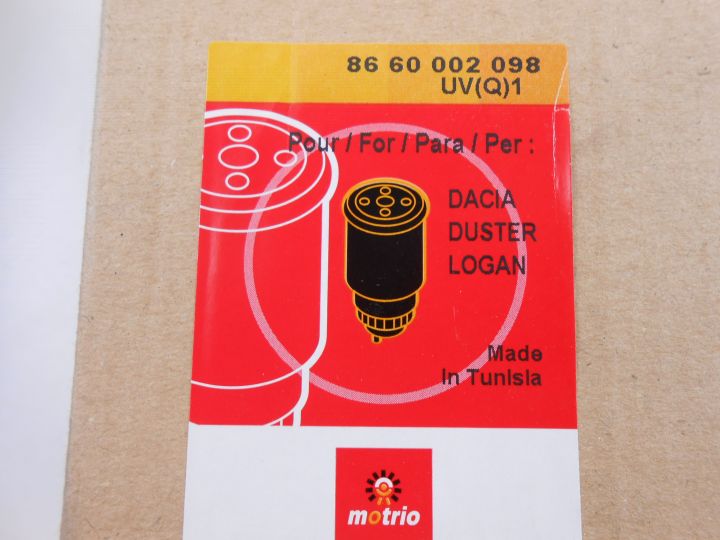 86 60 002 098
UV(Q)1
Pour / For / Para / Per :
DACIA
DUSTER
LOGAN
Made
In Tunisia
motrio